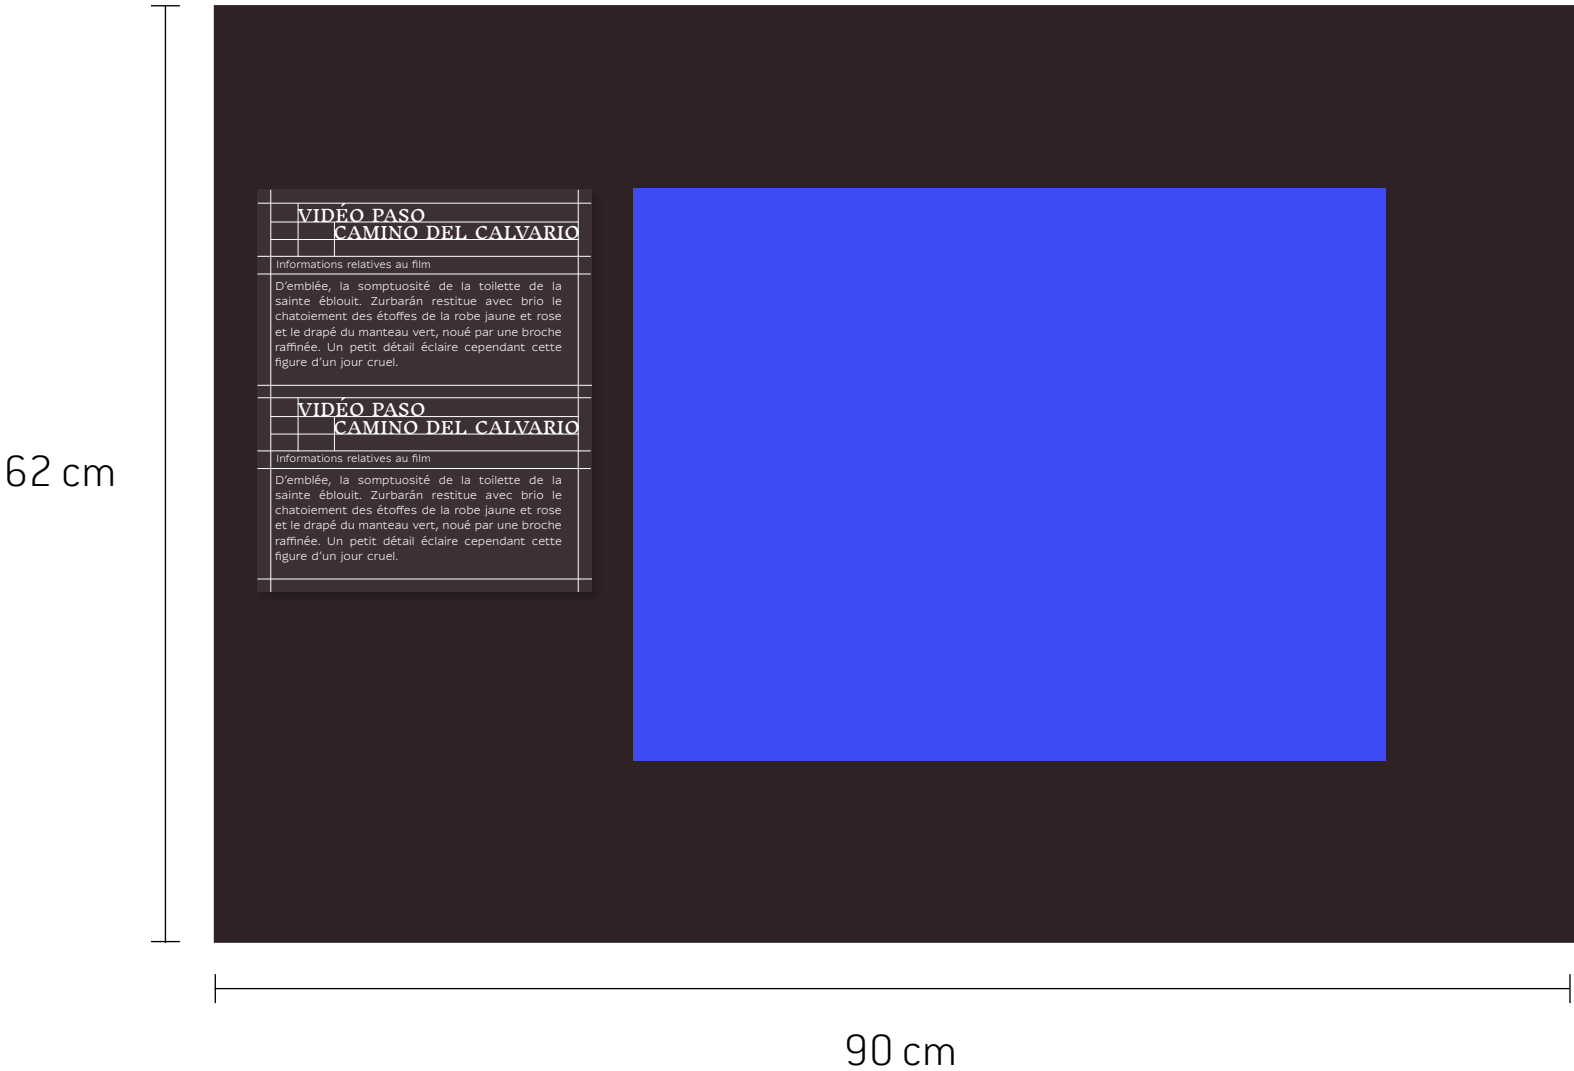 VIDÉO PASO
CAMINO DEL CALVARIO
Informations relatives au film
D’emblée, la somptuosité de la toilette de la
sainte éblouit. Zurbarán restitue avec brio le
chatoiement des étoffes de la robe jaune et rose
et le drapé du manteau vert, noué par une broche
raffinée. Un petit détail éclaire cependant cette
figure d’un jour cruel.
VIDÉO PASO
CAMINO DEL CALVARIO
Informations relatives au film
D’emblée, la somptuosité de la toilette de la
sainte éblouit. Zurbarán restitue avec brio le
chatoiement des étoffes de la robe jaune et rose
et le drapé du manteau vert, noué par une broche
raffinée. Un petit détail éclaire cependant cette
figure d’un jour cruel.
62 cm
90 cm